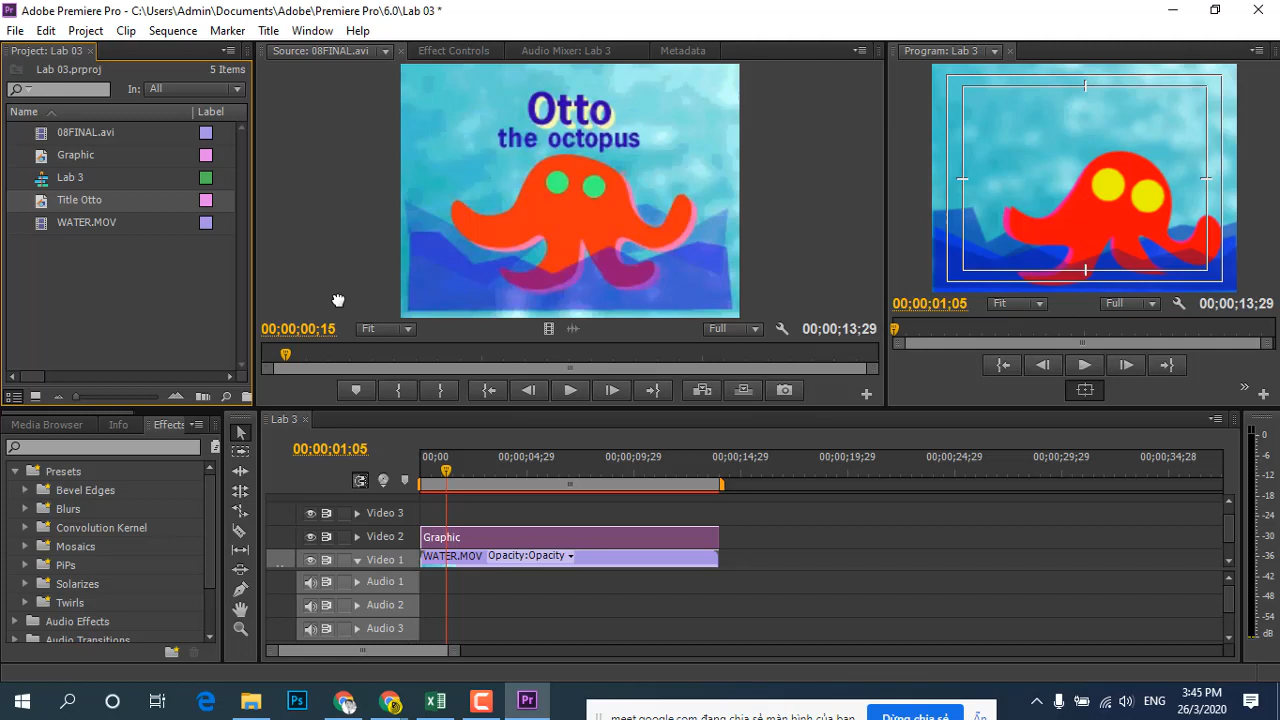 Pr Adobe Premiere Pro - C:\Users\Admin\Documents\Adobe\Premiere Pro\6.0\Lab 03 *
File Edit Project Clip Sequence Marker Title Window Help
Project: Lab 03
Lab 03.prproj 5 Items
In: All
Name Label
08FINAL.avi
Graphic
Lab 3
Title Otto
WATER.MOV
Source: 08FINAL.avi Effect Controls Audio Mixer: Lab 3 Metadata
Otto
the octopus
00;00;00;15 Fit Full 00;00;13;29
Program: Lab 3
00;00;01;05 Fit Full 00;00;13;29
Media Browser Info Effects
Presets
Bevel Edges
Blurs
Convolution Kernel
Mosaics
PiPs
Solarizes
Twirls
Audio Effects
Audio Transitions
Lab 3
00;00;01;05
00;00 00;00;04;29 00;00;09;29 00;00;14;29 00;00;19;29 00;00;24;29 00;00;29;29 00;00;34;28
Video 3
Video 2 Graphic
Video 1 WATER.MOV Opacity:Opacity
Audio 1
Audio 2
Audio 3
0
-6
-12
-18
-24
-30
-36
-42
-48
-54
dB
Ps
Pr
meet.google.com đang chia sẻ màn hình của bạn.
Dừng chia sẻ
Ẩn
ENG
3:45 PM
26/3/2020